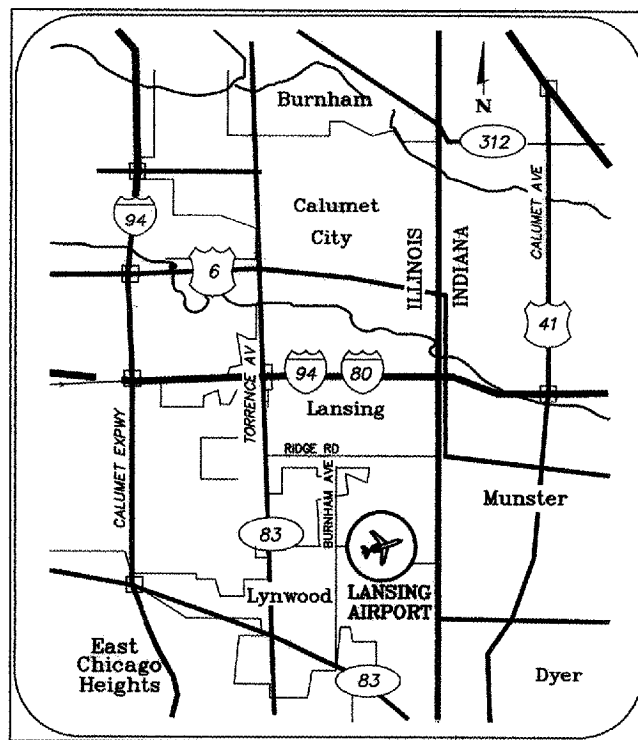 Burnham
N
312
94
Calumet
City
6
ILLINOIS
INDIANA
CALUMET AVE
41
TORRENCE AV
94
80
Lansing
CALUMET EXPWY
RIDGE RD
BURNHAM AVE
Munster
83
Lynwood
LANSING
AIRPORT
East
Chicago
Heights
83
Dyer